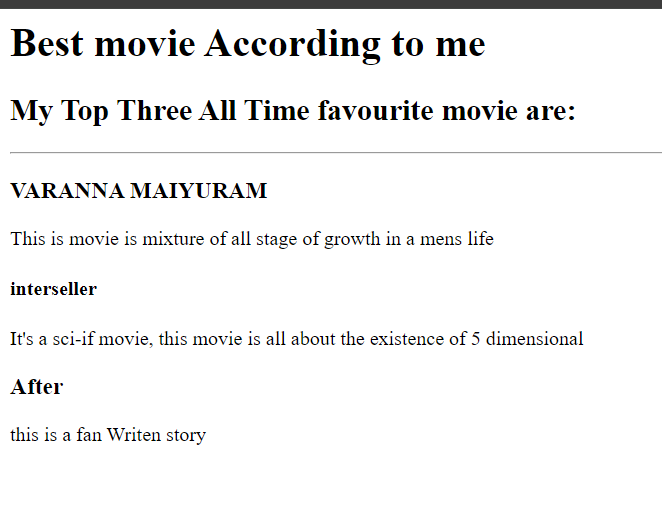 Best movie According to me
My Top Three All Time favourite movie are:
VARANNA MAIYURAM
This is movie is mixture of all stage of growth in a mens life
interseller
It's a sci-if movie, this movie is all about the existence of 5 dimensional
After
this is a fan Writen story